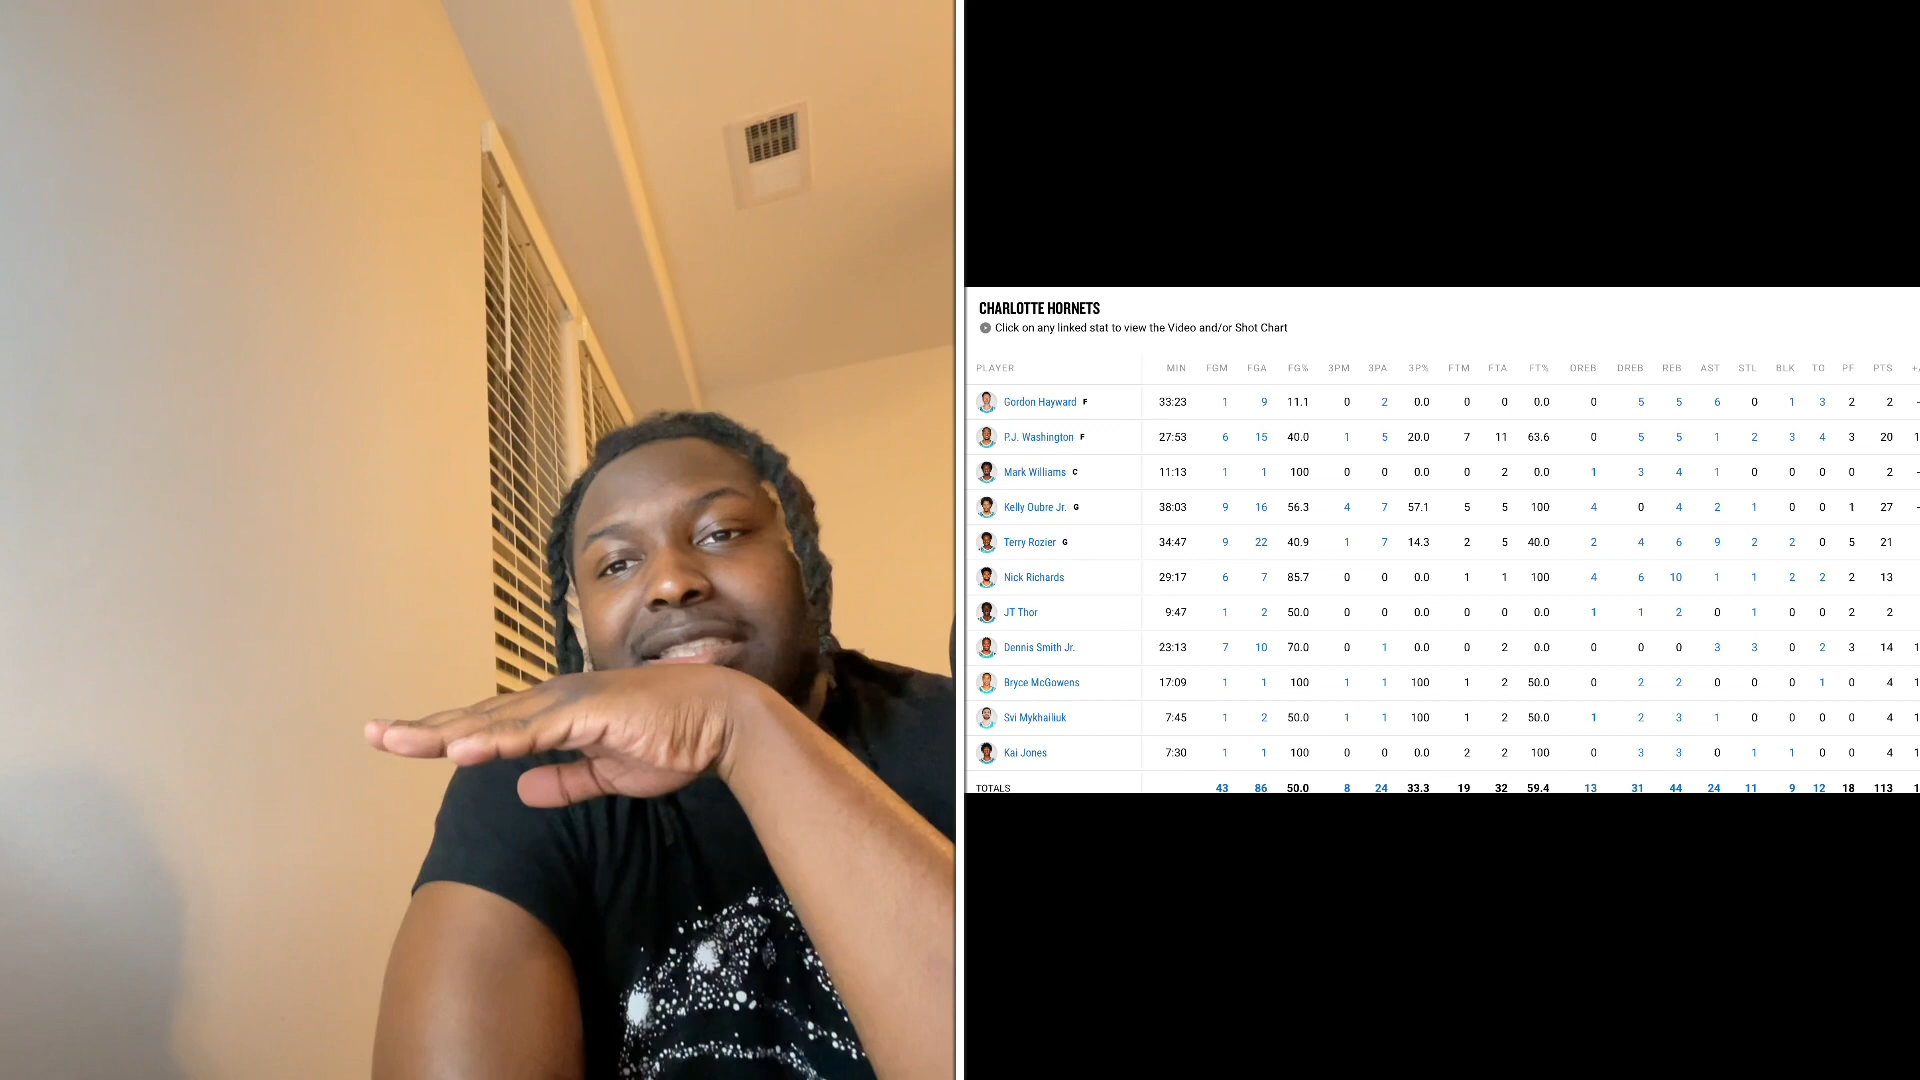 CHARLOTTE HORNETS
Click on any linked stat to view the Video and/or Shot Chart
PLAYER MIN FGM FGA FG% 3PM 3PA 3P% FTM FTA FT% OREB DREB REB AST STL BLK TO PF PTS
Gordon Hayward F 33:23 1 9 11.1 0 2 0.0 0 0 0.0 0 5 5 6 0 1 3 2 2
P.J. Washington F 27:53 6 15 40.0 1 5 20.0 7 11 63.6 0 5 5 1 2 3 4 3 20
Mark Williams C 11:13 1 1 100 0 0 0.0 0 2 0.0 1 3 4 1 0 0 0 0 2
Kelly Oubre Jr. G 38:03 9 16 56.3 4 7 57.1 5 5 100 4 0 4 2 1 0 0 1 27
Terry Rozier G 34:47 9 22 40.9 1 7 14.3 2 5 40.0 2 4 6 9 2 2 0 5 21
Nick Richards 29:17 6 7 85.7 0 0 0.0 1 1 100 4 6 10 1 1 2 2 2 13
JT Thor 9:47 1 2 50.0 0 0 0.0 0 0 0.0 1 1 2 0 1 0 0 2 2
Dennis Smith Jr. 23:13 7 10 70.0 0 1 0.0 0 2 0.0 0 0 0 3 3 0 2 3 14
Bryce McGowens 17:09 1 1 100 1 1 100 1 2 50.0 0 2 2 0 0 0 1 0 4
Svi Mykhailiuk 7:45 1 2 50.0 1 1 100 1 2 50.0 1 2 3 1 0 0 0 0 4
Kai Jones 7:30 1 1 100 0 0 0.0 2 2 100 0 3 3 0 1 1 0 0 4
TOTALS 43 86 50.0 8 24 33.3 19 32 59.4 13 31 44 24 11 9 12 18 113